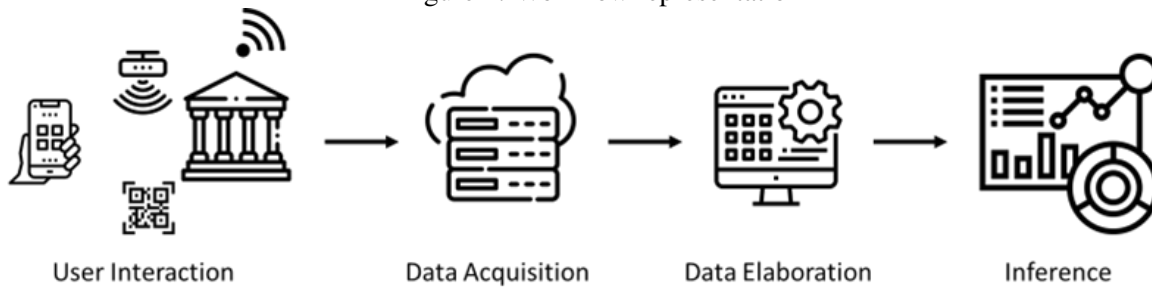 User Interaction
Data Acquisition
Data Elaboration
Inference